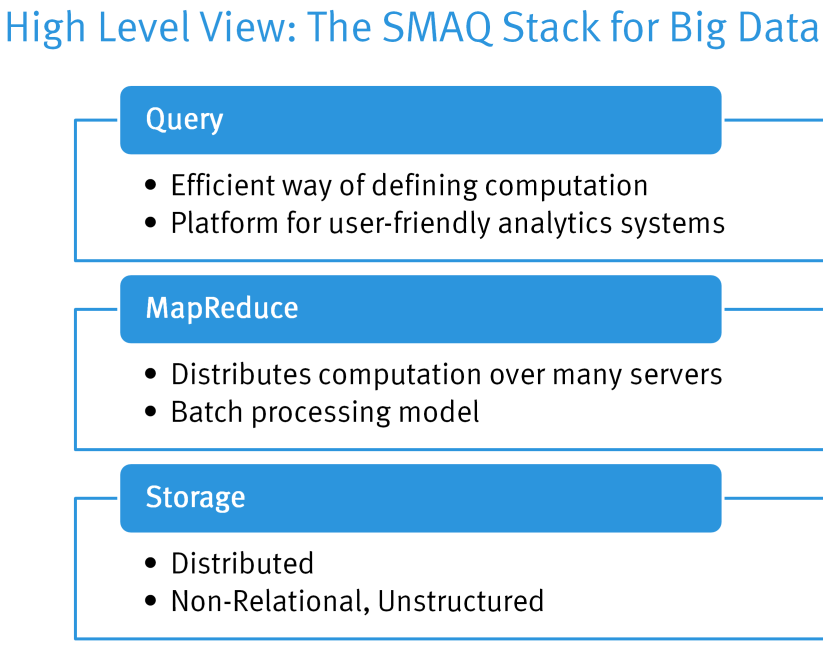 High Level View: The SMAQ Stack for Big Data
Query
• Efficient way of defining computation
• Platform for user-friendly analytics systems
MapReduce
• Distributes computation over many servers
• Batch processing model
Storage
• Distributed
• Non-Relational, Unstructured